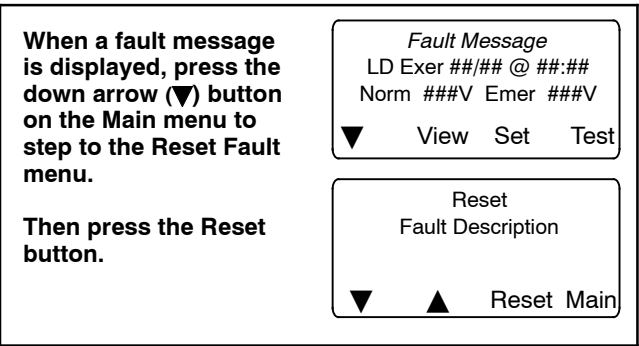 When a fault message
is displayed, press the
down arrow (▼) button
on the Main menu to
step to the Reset Fault
menu.
Then press the Reset
button.
Fault Message
LD Exer ##/## @ ##:##
Norm ###V Emer ###V
▼ View Set Test
Reset
Fault Description
▼ ▲ Reset Main